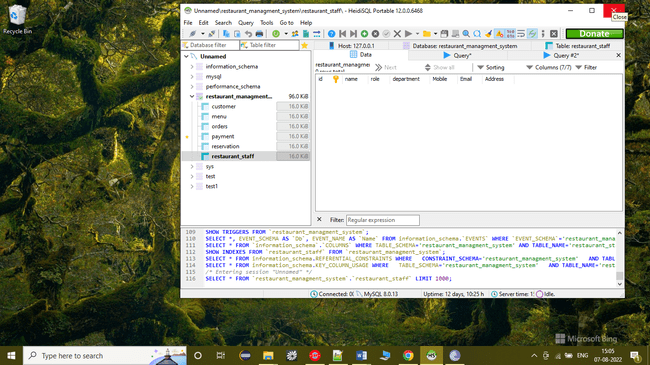 Recycle Bin
Unnamed\restaurant_managment_system\restaurant_staff\ - HeidiSQL Portable 12.0.0.6468
Close
File Edit Search Query Tools Go to Help
Donate
Database filter Table filter
Host: 127.0.0.1 Database: restaurant_managment_system Table: restaurant_staff
Data Query* Query #2*
Unnamed
information_schema
mysql
performance_schema
restaurant_managment... 96.0 KiB
customer 16.0 KiB
menu 16.0 KiB
orders 16.0 KiB
payment 16.0 KiB
reservation 16.0 KiB
restaurant_staff 16.0 KiB
sys
test
test1
restaurant_managmen
Next Show all Sorting Columns (7/7) Filter
id name role department Mobile Email Address
Filter: Regular expression
109 SHOW TRIGGERS FROM `restaurant_managment_system`;
110 SELECT *, EVENT_SCHEMA AS `Db`, EVENT_NAME AS `Name` FROM information_schema.`EVENTS` WHERE `EVENT_SCHEMA`='restaurant_mana
111 SELECT * FROM `information_schema`.`COLUMNS` WHERE TABLE_SCHEMA='restaurant_managment_system' AND TABLE_NAME='restaurant_st
112 SHOW INDEXES FROM `restaurant_staff` FROM `restaurant_managment_system`;
113 SELECT * FROM information_schema.REFERENTIAL_CONSTRAINTS WHERE CONSTRAINT_SCHEMA='restaurant_managment_system' AND TABL
114 SELECT * FROM information_schema.KEY_COLUMN_USAGE WHERE TABLE_SCHEMA='restaurant_managment_system' AND TABLE_NAME='rest
115 /* Entering session "Unnamed" */
116 SELECT * FROM `restaurant_managment_system`.`restaurant_staff` LIMIT 1000;
Connected: 00 MySQL 8.0.13 Uptime: 12 days, 10:25 h Server time: 1 Idle.
Microsoft Bing
Type here to search
ENG
15:05
07-08-2022